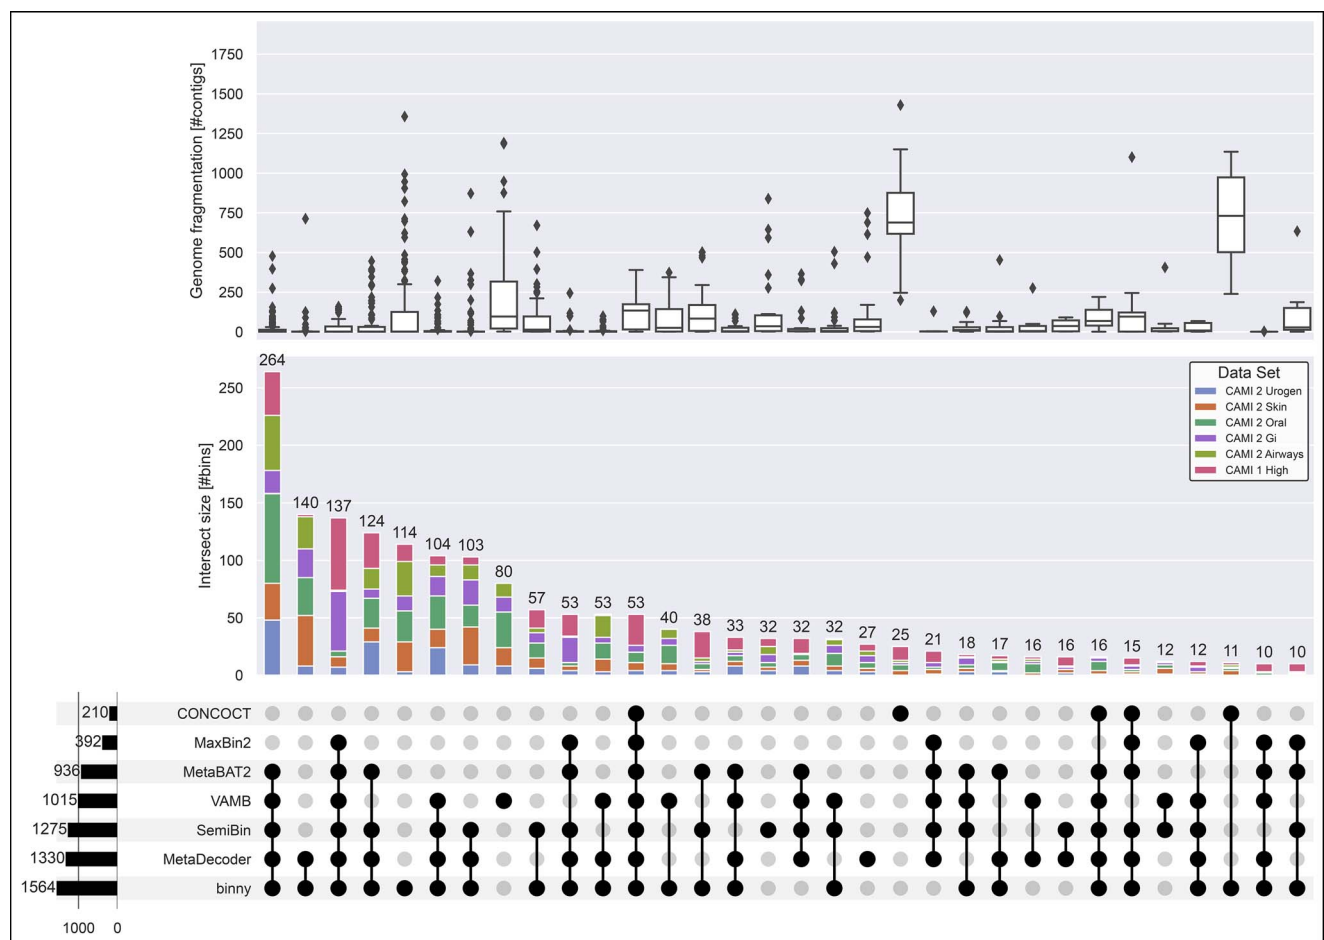 Genome fragmentation [#contigs]
1750
1500
1250
1000
750
500
250
0
Intersect size [#bins]
250
200
150
100
50
0
264
140
137
124
114
104
103
80
57
53
53
53
40
38
33
32
32
32
27
25
21
18
17
16
16
16
15
12
12
11
10
10
Data Set
CAMI 2 Urogen
CAMI 2 Skin
CAMI 2 Oral
CAMI 2 Gi
CAMI 2 Airways
CAMI 1 High
210 CONCOCT
392 MaxBin2
936 MetaBAT2
1015 VAMB
1275 SemiBin
1330 MetaDecoder
1564 binny
1000 0